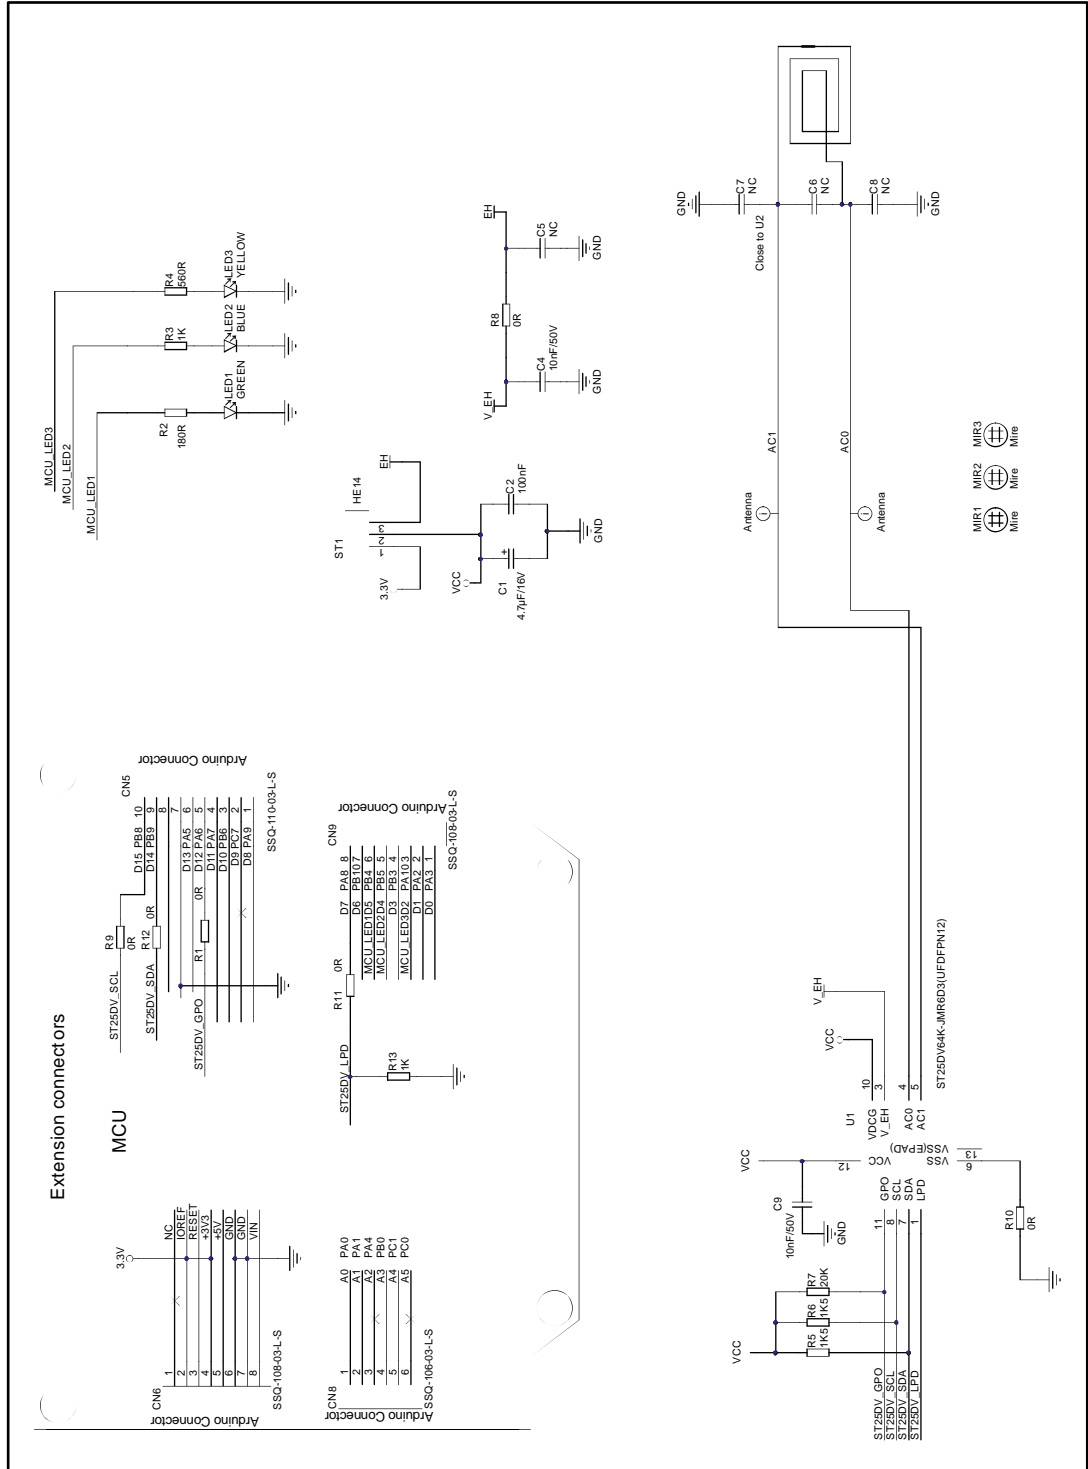 Extension connectors
MCU
3.3V
CN6
1 NC
2 IOREF
3 RESET
4 +3V3
5 +5V
6 GND
7 GND
8 VIN
SSQ-108-03-L-S
Arduino Connector
CN8
1 A0 PA0
2 A1 PA1
3 A2 PA4
4 A3 PB0
5 A4 PC1
6 A5 PC0
SSQ-106-03-L-S
Arduino Connector
ST25DV_SCL
R9
0R
ST25DV_SDA
R12 0R
ST25DV_GPO
R1 0R
CN5
D15 PB8 10
D14 PB9 9
8
7
D13 PA5 6
D12 PA6 5
D11 PA7 4
D10 PB6 3
D9 PC7 2
D8 PA9 1
SSQ-110-03-L-S
Arduino Connector
ST25DV_LPD
R11 0R
R13
1K
CN9
D7 PA8 8
D6 PB10 7
MCU_LED1 D5 PB4 6
MCU_LED2 D4 PB5 5
D3 PB3 4
MCU_LED3 D2 PA10 3
D1 PA2 2
D0 PA3 1
SSQ-108-03-L-S
Arduino Connector
MCU_LED3
MCU_LED2
MCU_LED1
R2
180R
R3
1K
R4
560R
LED1
GREEN
LED2
BLUE
LED3
YELLOW
ST1
HE14
3.3V
1
2
3
EH
VCC
C1
4.7µF/16V
C2
100nF
GND
V_EH
R8
0R
EH
C4
10nF/50V
GND
C5
NC
GND
VCC
R5
1K5
R6
1K5
R7
20K
ST25DV_GPO
ST25DV_SCL
ST25DV_SDA
ST25DV_LPD
VCC
C9
10nF/50V
GND
U1
11 GPO
8 SCL
7 SDA
1 LPD
12 VCC
VDCG 10
V_EH 3
AC0 4
AC1 5
VSS 6
VSS(EPAD) 13
VCC
V_EH
ST25DV64K-JMR6D3(UFDFPN12)
R10
0R
Antenna
AC1
AC0
Antenna
Close to U2
GND
C7
NC
C6
NC
C8
NC
GND
MIR1
Mire
MIR2
Mire
MIR3
Mire